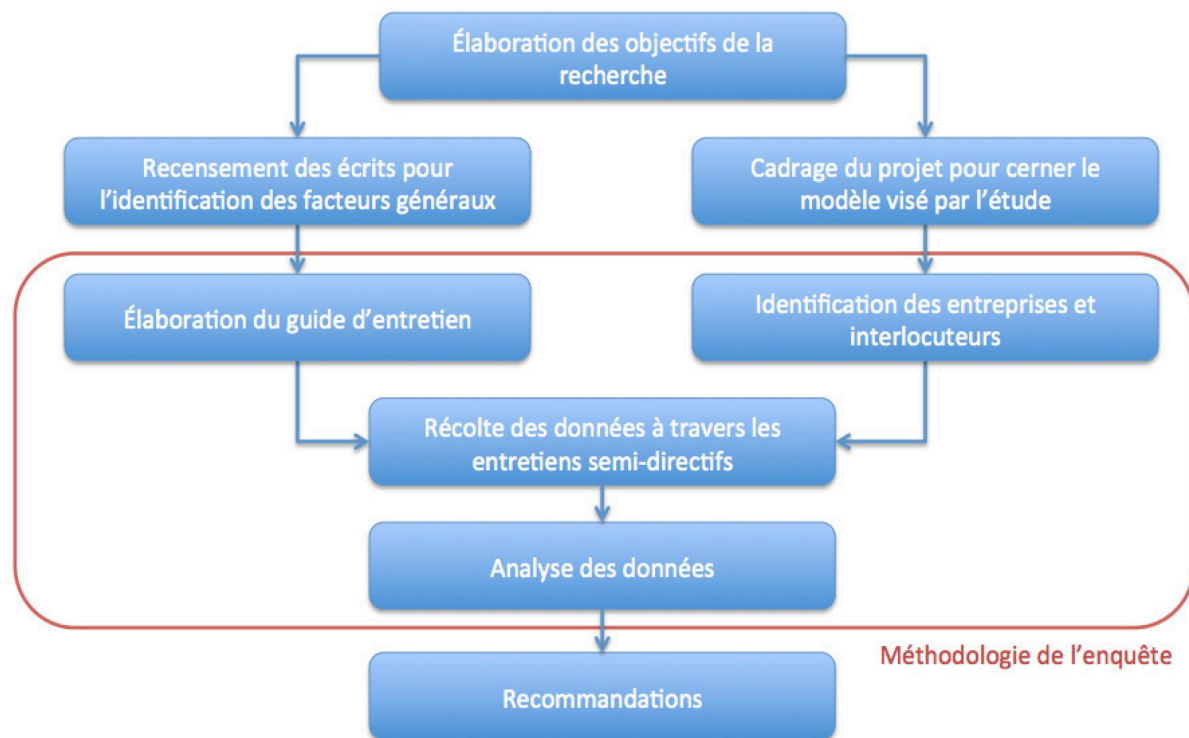 Élaboration des objectifs de la
recherche
Recensement des écrits pour
l’identification des facteurs généraux
Cadrage du projet pour cerner le
modèle visé par l’étude
Élaboration du guide d’entretien
Identification des entreprises et
interlocuteurs
Récolte des données à travers les
entretiens semi-directifs
Analyse des données
Méthodologie de l’enquête
Recommandations